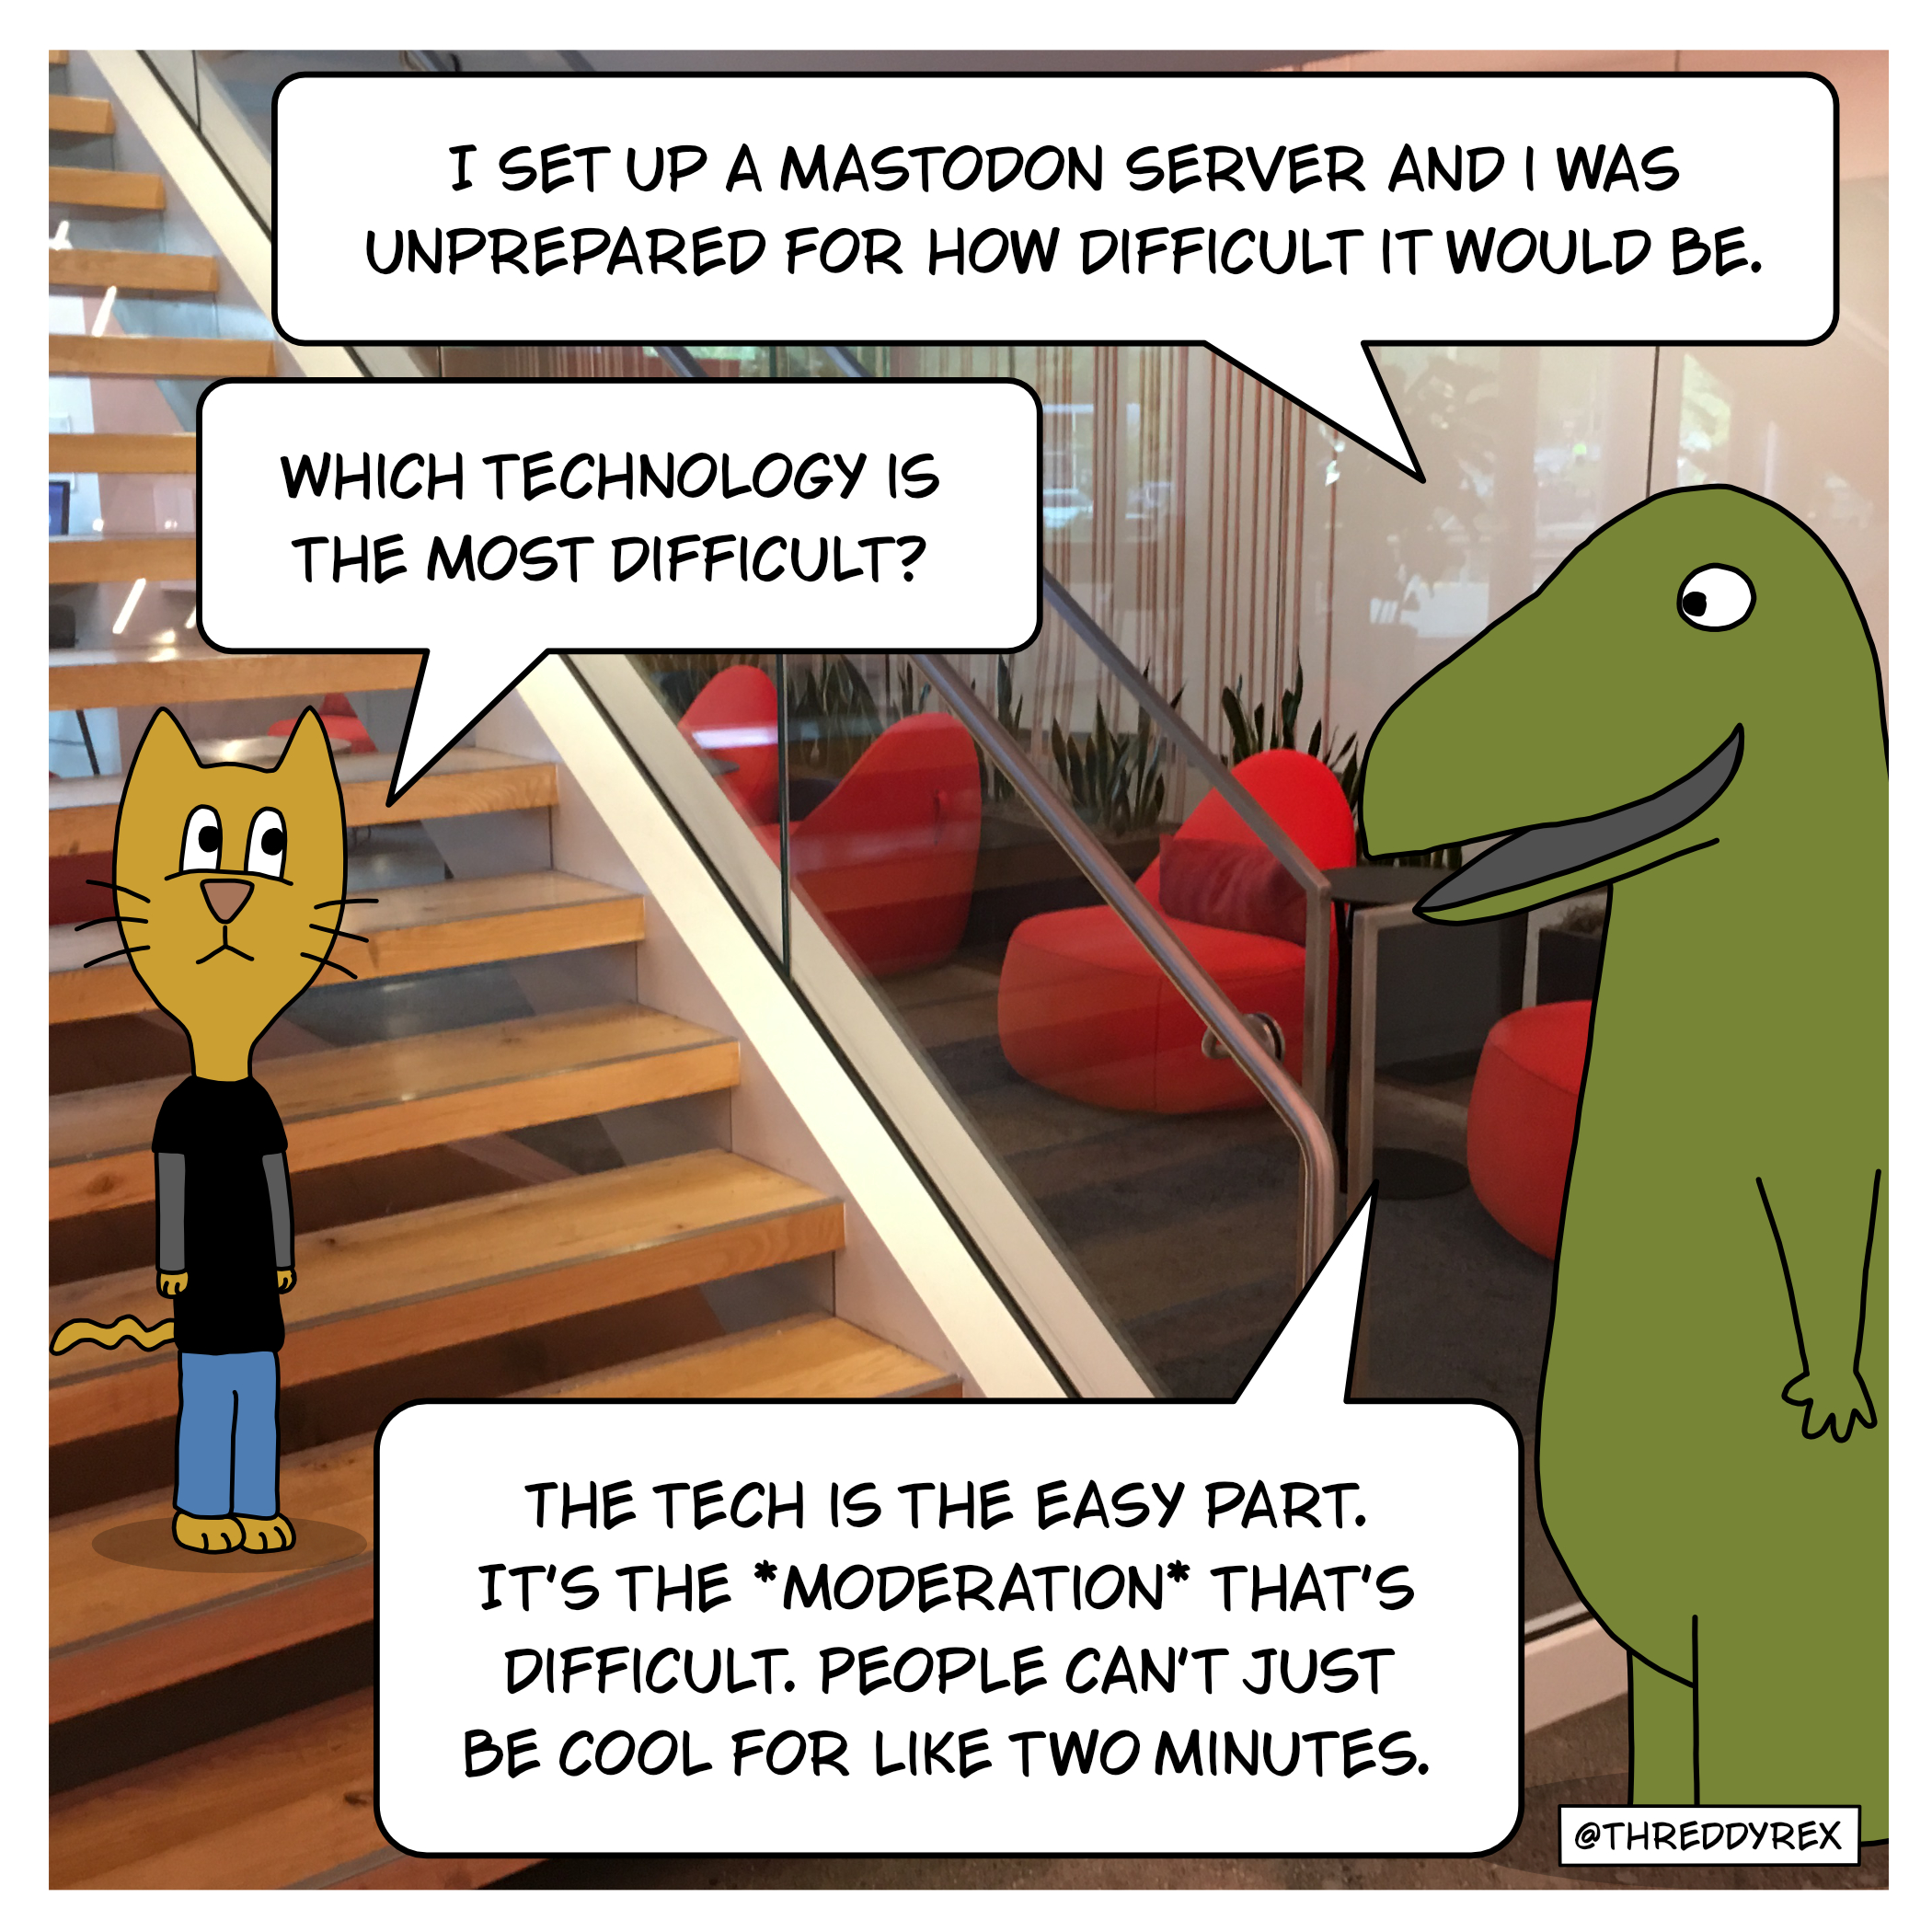 I SET UP A MASTODON SERVER AND I WAS
UNPREPARED FOR HOW DIFFICULT IT WOULD BE.
WHICH TECHNOLOGY IS
THE MOST DIFFICULT?
THE TECH IS THE EASY PART.
IT'S THE *MODERATION* THAT'S
DIFFICULT. PEOPLE CAN'T JUST
BE COOL FOR LIKE TWO MINUTES.
@THREDDYREX